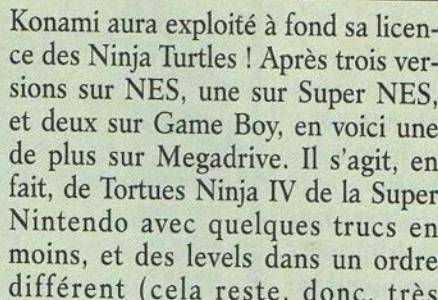 Konami aura exploité à fond sa licen-
ce des Ninja Turtles ! Après trois ver-
sions sur NES, une sur Super NES,
et deux sur Game Boy, en voici une
de plus sur Megadrive. Il s'agit, en
fait, de Tortues Ninja IV de la Super
Nintendo avec quelques trucs en
moins, et des levels dans un ordre
différent (cela reste, donc, très